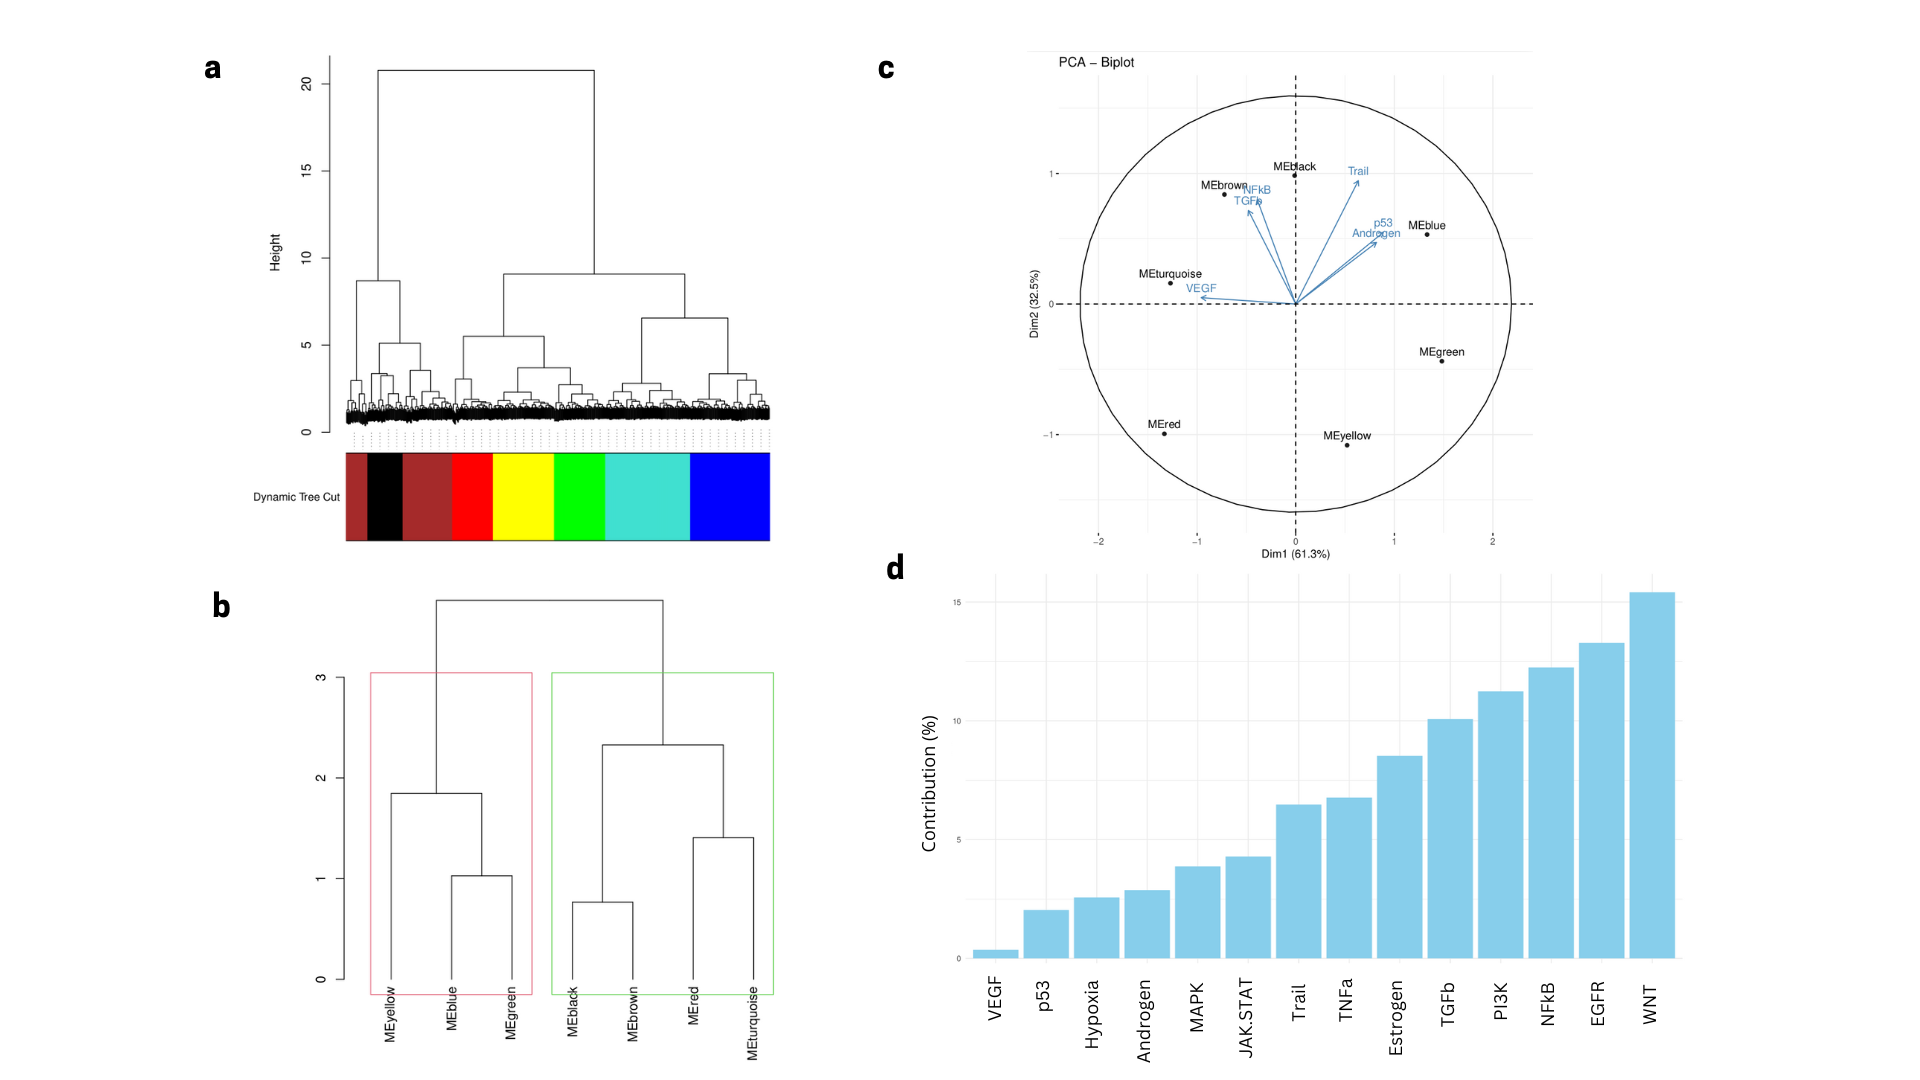 a
Height
20
15
10
5
0
Dynamic Tree Cut
b
3
2
1
0
MEyellow
MEblue
MEgreen
MEblack
MEbrown
MEred
MEturquoise
c
PCA – Biplot
MEblack
Trail
MEbrown
NFkB
TGFb
p53
MEblue
Androgen
MEturquoise
VEGF
MEgreen
MEred
MEyellow
Dim2 (32.5%)
1
0
−1
−2
−1
0
1
2
Dim1 (61.3%)
d
Contribution (%)
15
10
5
0
VEGF
p53
Hypoxia
Androgen
MAPK
JAK.STAT
Trail
TNFa
Estrogen
TGFb
PI3K
NFkB
EGFR
WNT